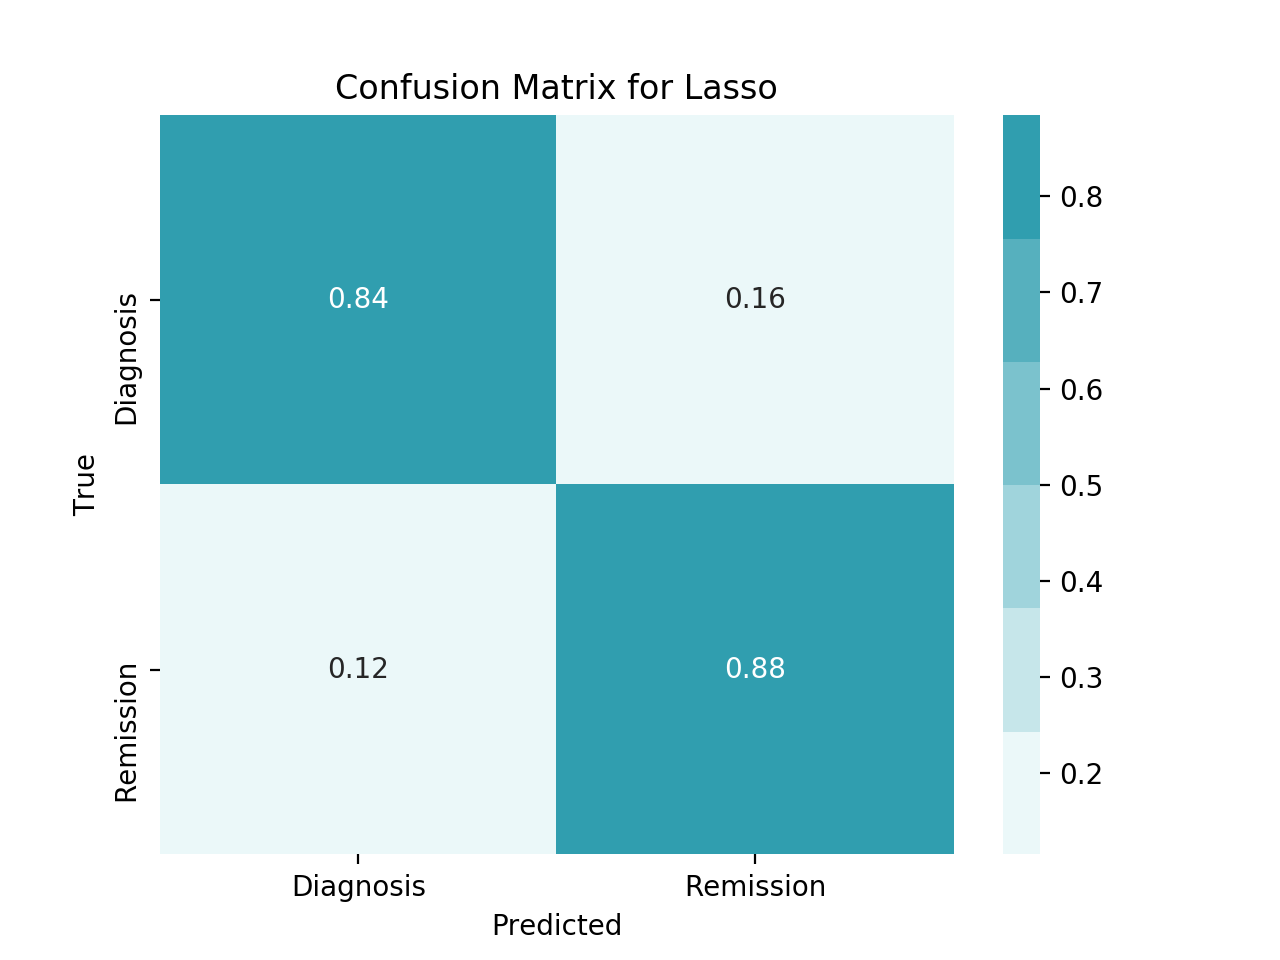 Confusion Matrix for Lasso
True
Diagnosis
Remission
0.84
0.16
0.12
0.88
Diagnosis
Remission
Predicted
0.8
0.7
0.6
0.5
0.4
0.3
0.2